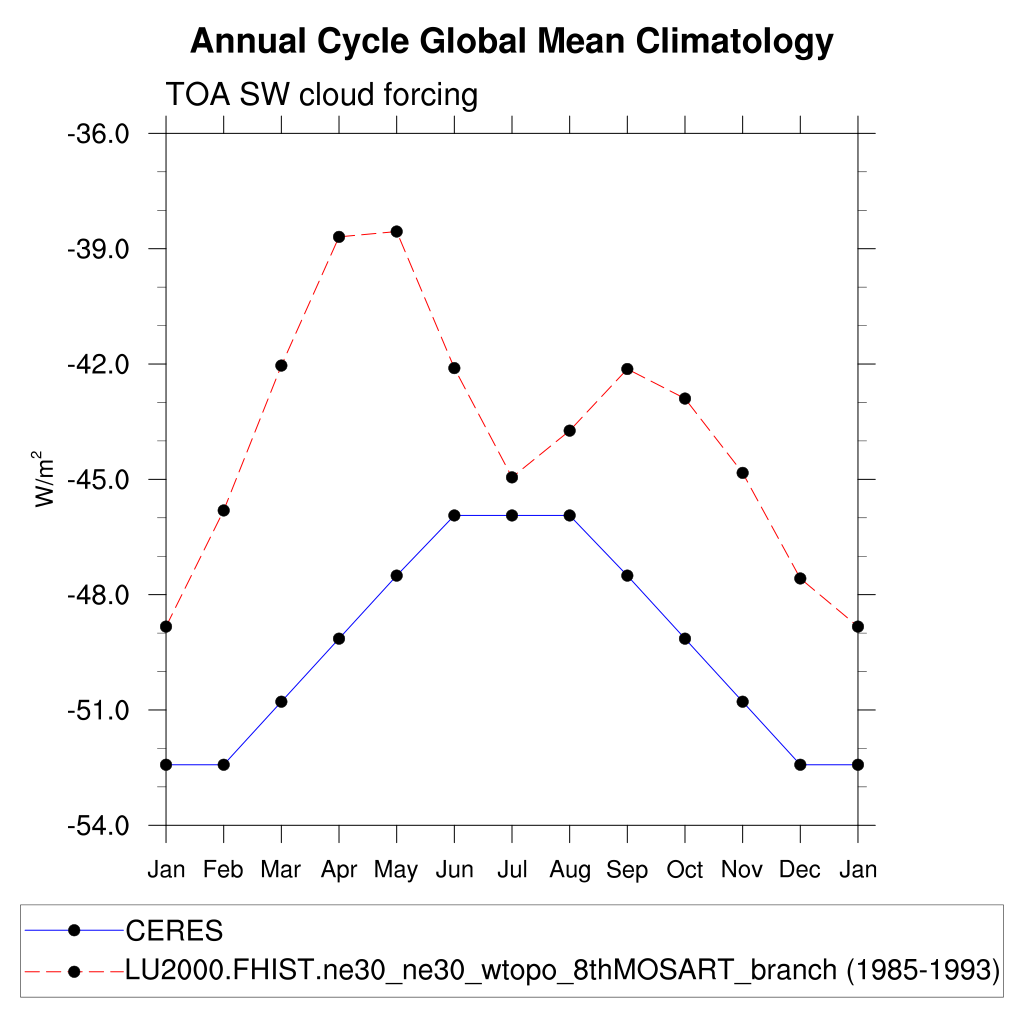 Annual Cycle Global Mean Climatology
TOA SW cloud forcing
-36.0
-39.0
-42.0
-45.0
-48.0
-51.0
-54.0
W/m²
Jan Feb Mar Apr May Jun Jul Aug Sep Oct Nov Dec Jan
CERES
LU2000.FHIST.ne30_ne30_wtopo_8thMOSART_branch (1985-1993)